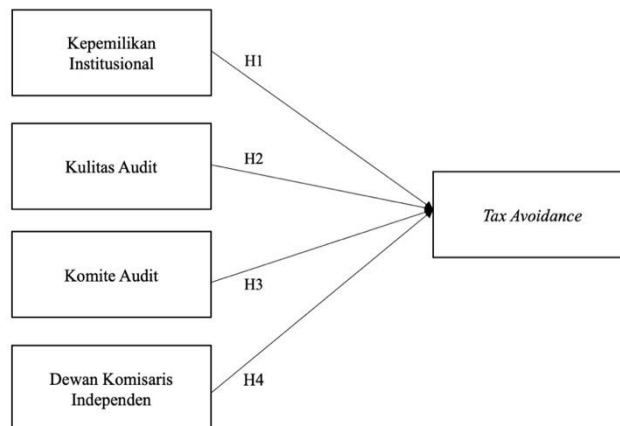 Kepemilikan
Institusional
H1
Kulitas Audit
H2
Tax Avoidance
Komite Audit
H3
Dewan Komisaris
Independen
H4